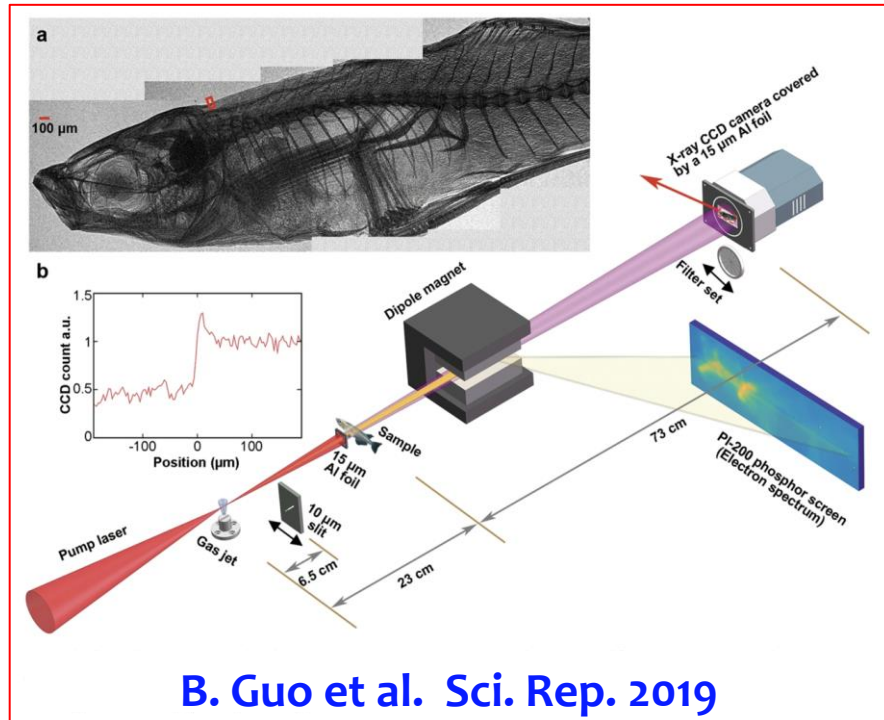 a
100 µm
b
1.5
1
0.5
0
CCD count a.u.
-100
0
100
Position (µm)
X-ray CCD camera covered
by a 15 µm Al foil
Filter set
Dipole magnet
PI-200 phosphor screen
(Electron spectrum)
73 cm
Sample
15 µm
Al foil
10 µm
slit
Gas jet
Pump laser
6.5 cm
23 cm
B. Guo et al. Sci. Rep. 2019